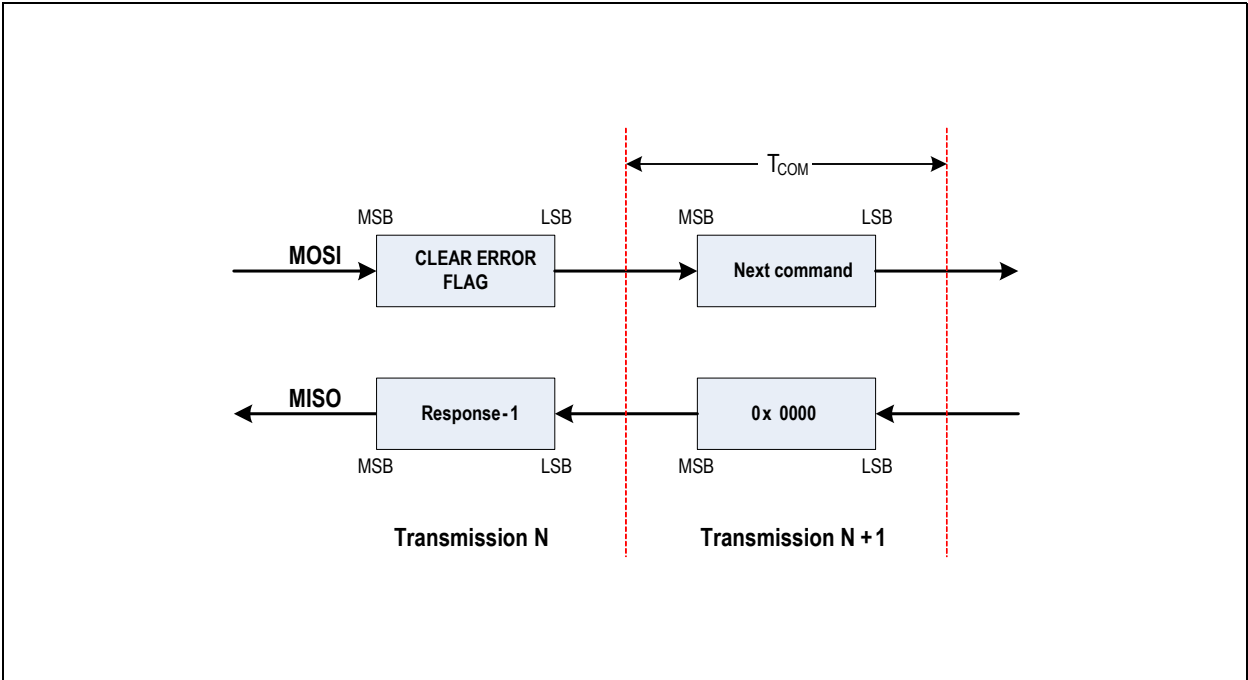 T_COM
MSB LSB MSB LSB
MOSI CLEAR ERROR FLAG Next command
MISO Response-1 0x 0000
MSB LSB MSB LSB
Transmission N Transmission N+1